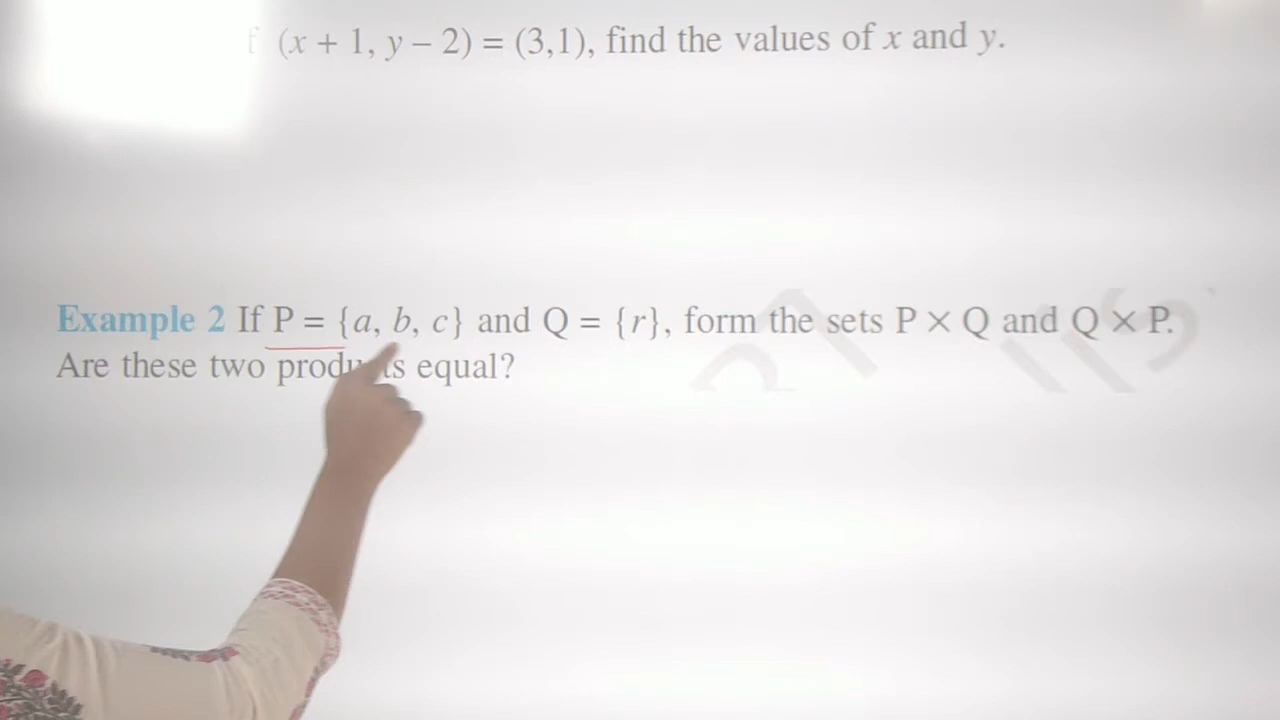 (x + 1, y – 2) = (3,1), find the values of x and y.
Example 2 If P = {a, b, c} and Q = {r}, form the sets P × Q and Q × P.
Are these two products equal?